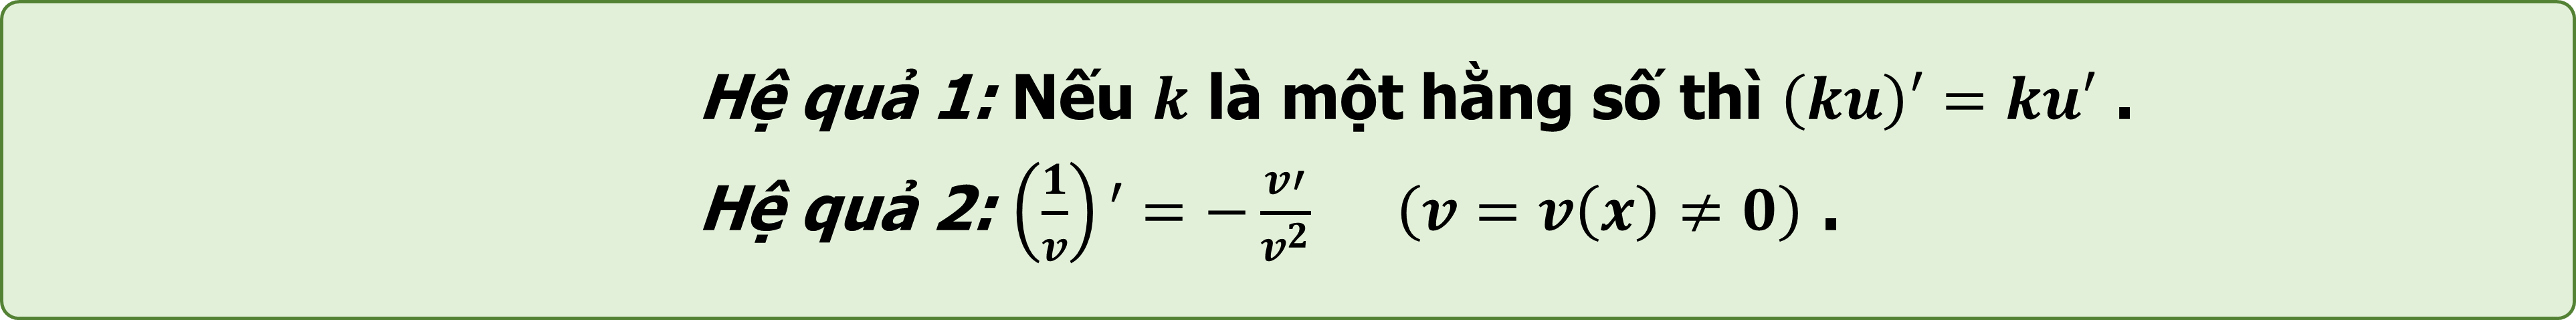 Hệ quả 1: Nếu k là một hằng số thì (ku)′ = ku′ .
Hệ quả 2: (1/v)′ = −v′/v² (v = v(x) ≠ 0) .